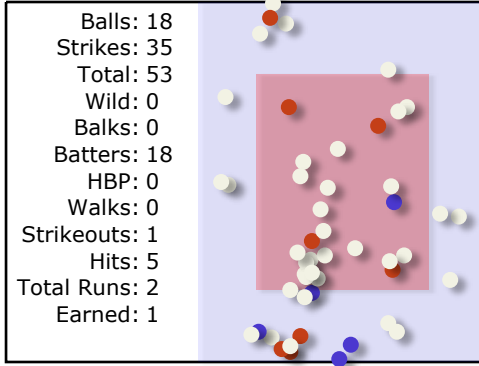 Balls: 18
Strikes: 35
Total: 53
Wild: 0
Balks: 0
Batters: 18
HBP: 0
Walks: 0
Strikeouts: 1
Hits: 5
Total Runs: 2
Earned: 1